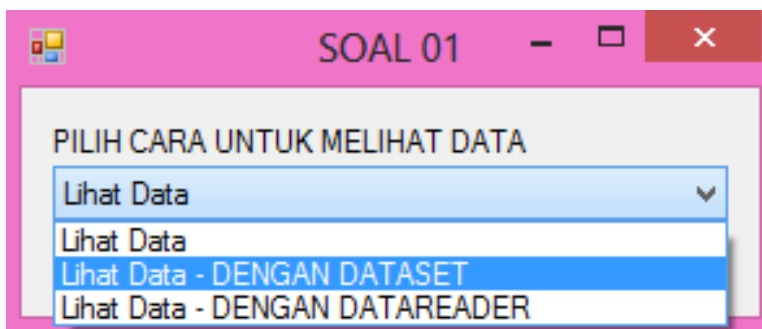 SOAL 01
PILIH CARA UNTUK MELIHAT DATA
Lihat Data
Lihat Data
Lihat Data - DENGAN DATASET
Lihat Data - DENGAN DATAREADER